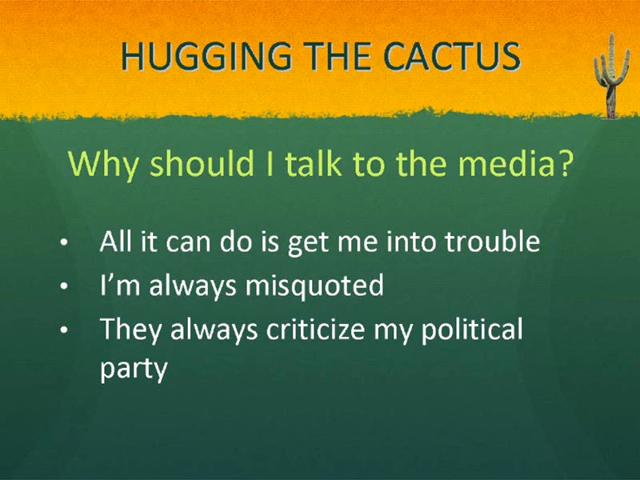 HUGGING THE CACTUS
Why should I talk to the media?
• All it can do is get me into trouble
• I’m always misquoted
• They always criticize my political
party